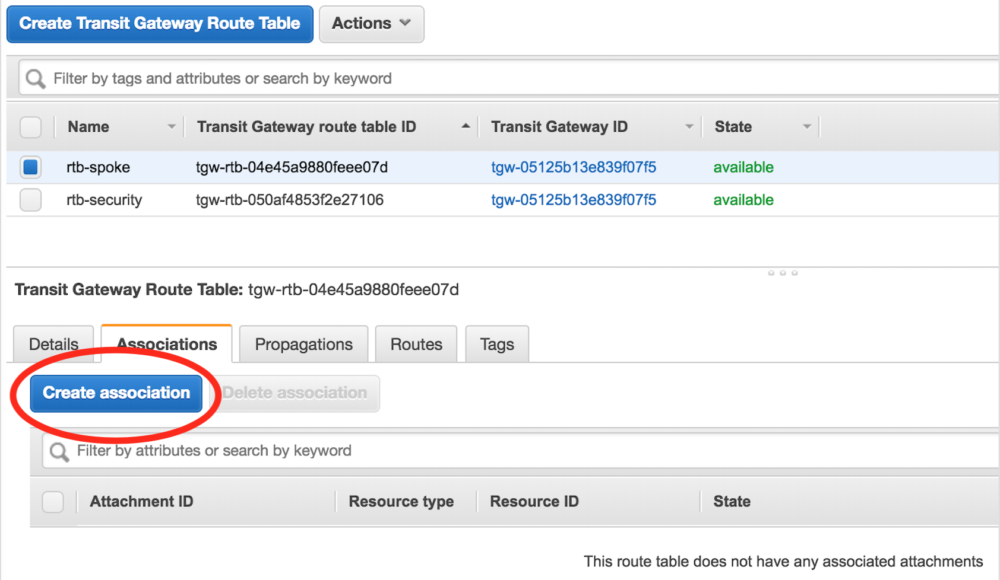 Create Transit Gateway Route Table Actions
Filter by tags and attributes or search by keyword
Name Transit Gateway route table ID Transit Gateway ID State
rtb-spoke tgw-rtb-04e45a9880feee07d tgw-05125b13e839f07f5 available
rtb-security tgw-rtb-050af4853f2e27106 tgw-05125b13e839f07f5 available
Transit Gateway Route Table: tgw-rtb-04e45a9880feee07d
Details Associations Propagations Routes Tags
Create association Delete association
Filter by attributes or search by keyword
Attachment ID Resource type Resource ID State
This route table does not have any associated attachments